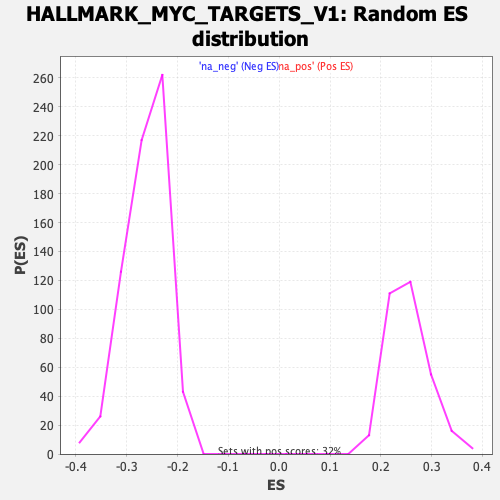 HALLMARK_MYC_TARGETS_V1: Random ES
distribution
'na_neg' (Neg ES)na_pos' (Pos ES)
260
240
220
200
180
160
140
120
100
80
60
40
20
0
P(ES)
Sets with pos scores: 32%
-0.4 -0.3 -0.2 -0.1 0.0 0.1 0.2 0.3 0.4
ES